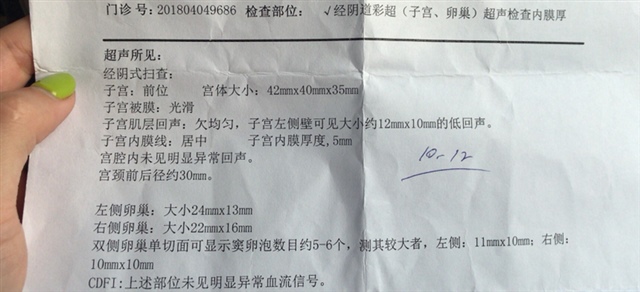 门诊号：201804049686 检查部位：√经阴道彩超（子宫、卵巢）超声检查内膜厚
超声所见：
经阴式扫查：
子宫：前位 宫体大小：42mmx40mmx35mm
子宫被膜：光滑
子宫肌层回声：欠均匀，子宫左侧壁可见大小约12mmx10mm的低回声。
子宫内膜线：居中 子宫内膜厚度,5mm
宫腔内未见明显异常回声。
宫颈前后径约30mm。
10-12
左侧卵巢：大小24mmx13mm
右侧卵巢：大小22mmx16mm
双侧卵巢单切面可显示窦卵泡数目约5-6个，测其较大者，左侧：11mmx10mm；右侧：
10mmx10mm
CDFI:上述部位未见明显异常血流信号。